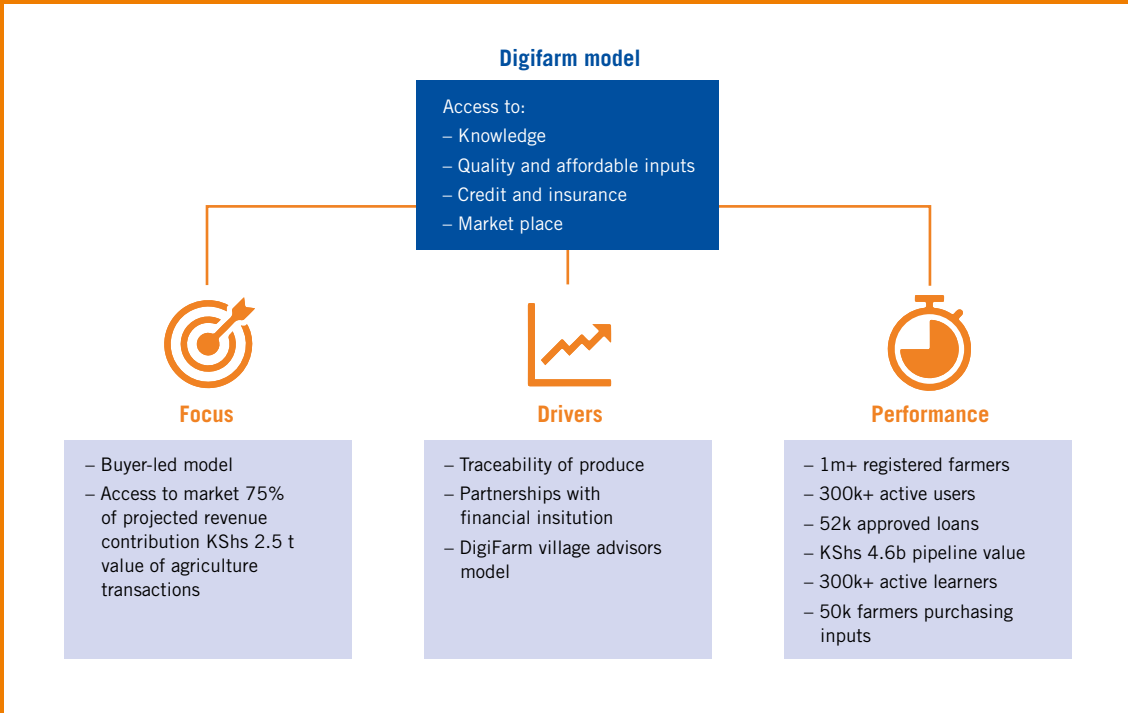 Digifarm model
Access to:
– Knowledge
– Quality and affordable inputs
– Credit and insurance
– Market place
Focus
– Buyer-led model
– Access to market 75%
of projected revenue
contribution KShs 2.5 t
value of agriculture
transactions
Drivers
– Traceability of produce
– Partnerships with
financial insitution
– DigiFarm village advisors
model
Performance
– 1m+ registered farmers
– 300k+ active users
– 52k approved loans
– KShs 4.6b pipeline value
– 300k+ active learners
– 50k farmers purchasing
inputs